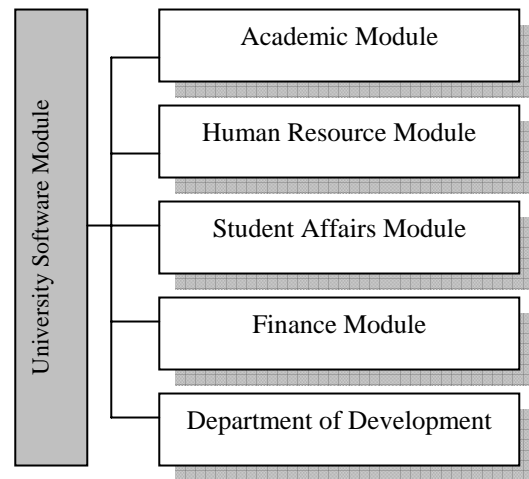 University Software Module
Academic Module
Human Resource Module
Student Affairs Module
Finance Module
Department of Development